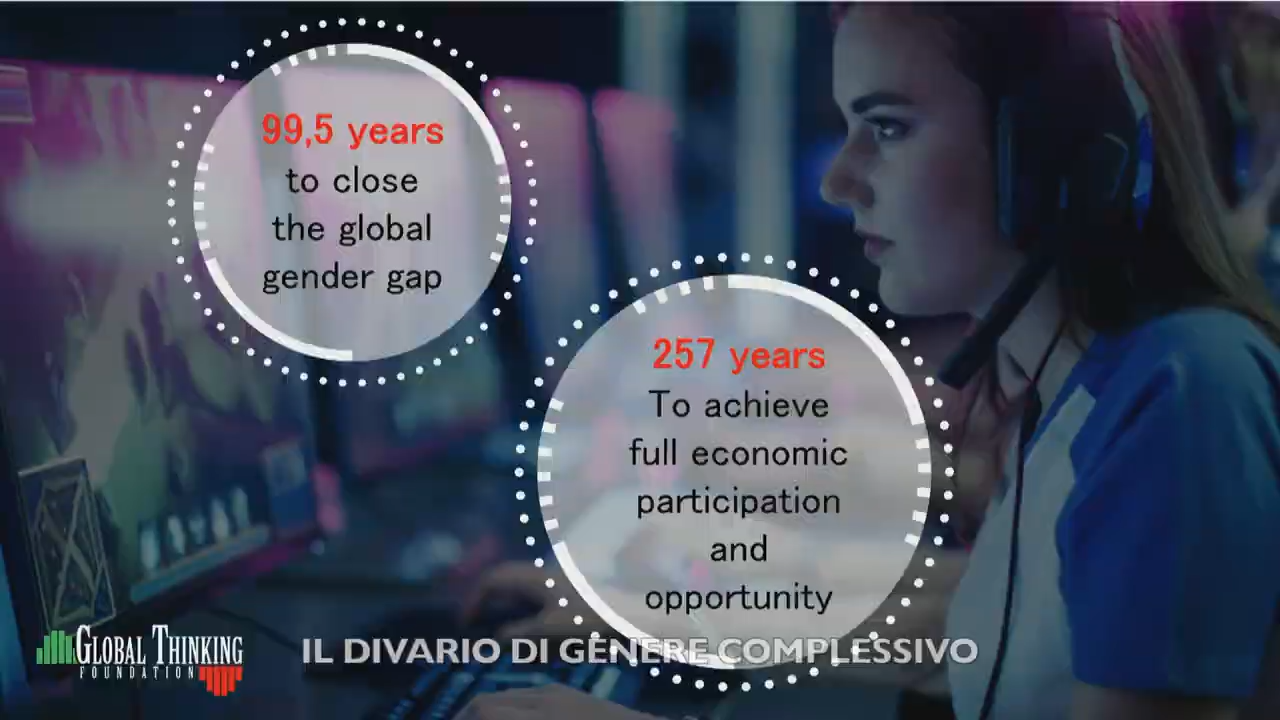 99,5 years
to close
the global
gender gap
257 years
To achieve
full economic
participation
and
opportunity
GLOBAL THINKING
FOUNDATION
IL DIVARIO DI GENERE COMPLESSIVO